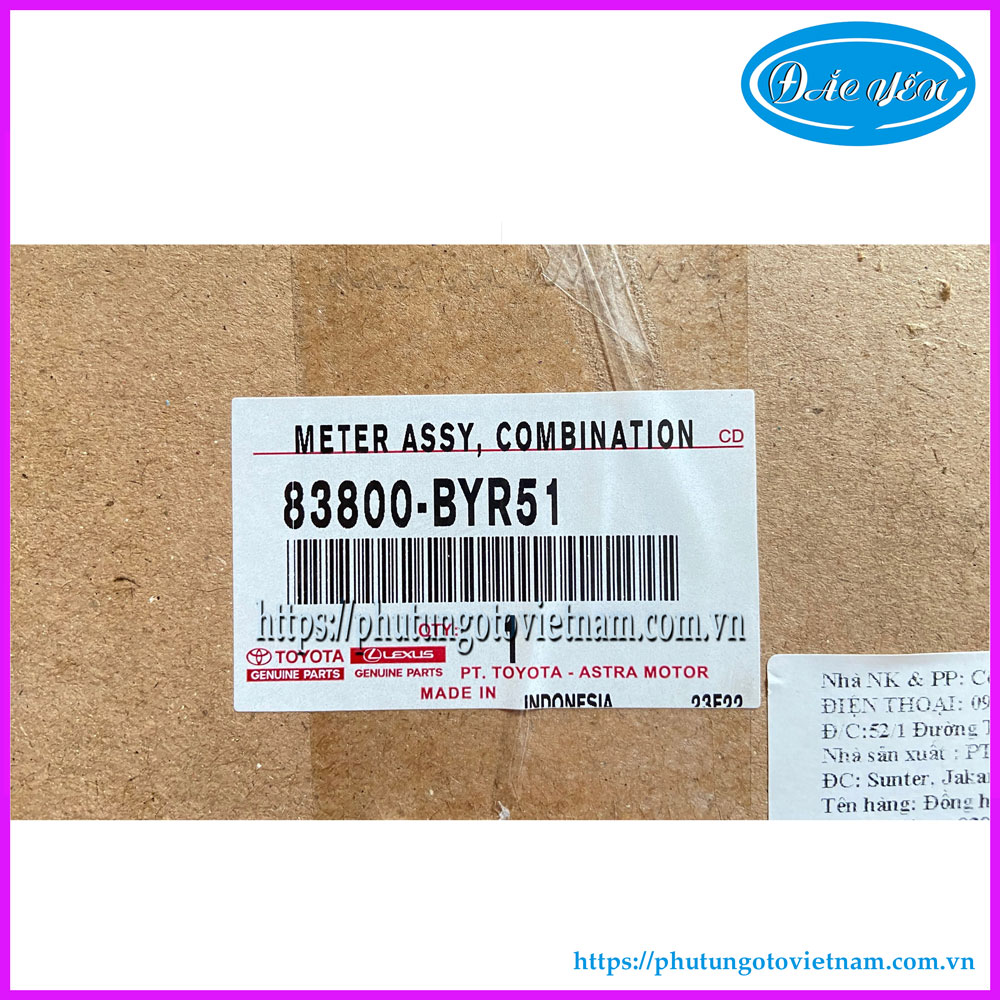 ĐẮC YẾN
METER ASSY, COMBINATION CD
83800-BYR51
https://phutungotovietnam.com.vn
QTY: 1
TOYOTA LEXUS
GENUINE PARTS GENUINE PARTS PT. TOYOTA - ASTRA MOTOR
MADE IN INDONESIA 23F22
Nhà NK & PP:
ĐIỆN THOẠI: 09
Đ/C:52/1 Đường
Nhà sản xuất : PT
ĐC: Sunter, Jaka
Tên hàng: Đồng h
https://phutungotovietnam.com.vn